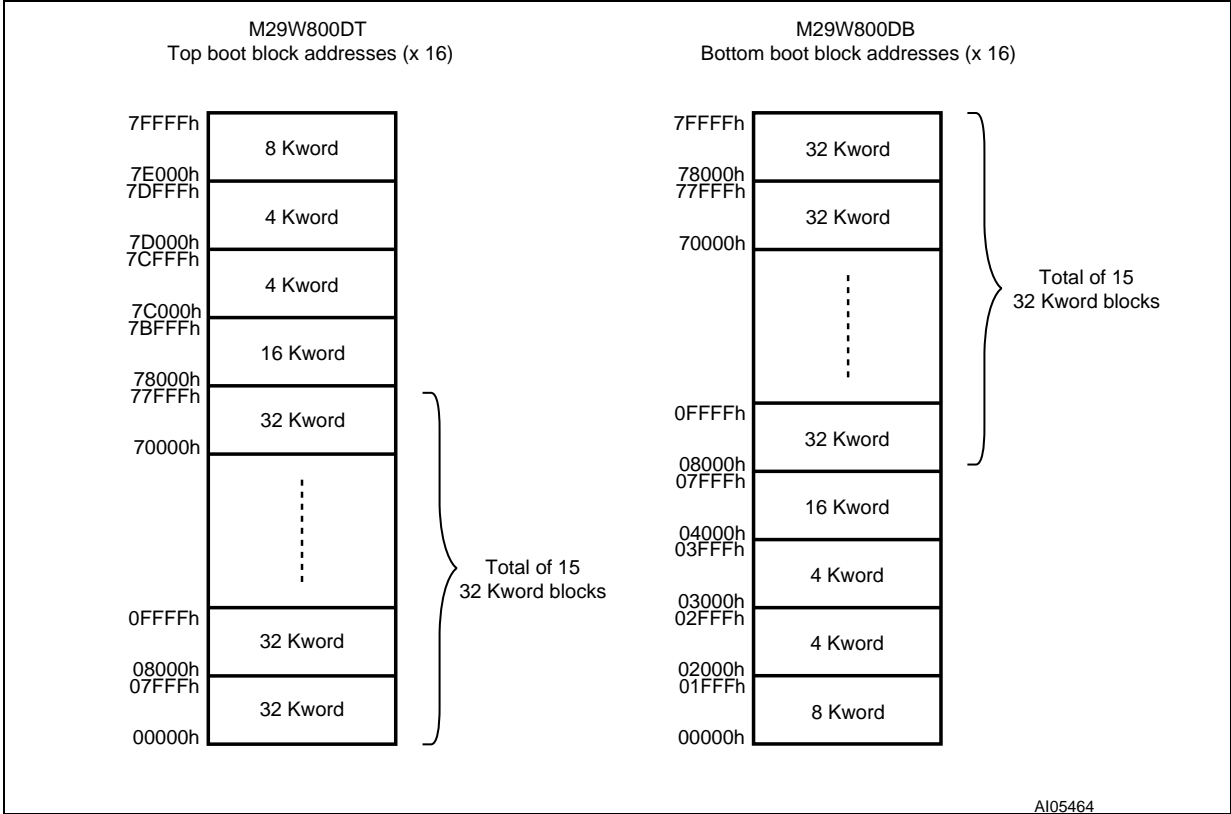 M29W800DT
Top boot block addresses (x 16)
7FFFFh
8 Kword
7E000h
7DFFFh
4 Kword
7D000h
7CFFFh
4 Kword
7C000h
7BFFFh
16 Kword
78000h
77FFFh
32 Kword
70000h
Total of 15
32 Kword blocks
0FFFFh
32 Kword
08000h
07FFFh
32 Kword
00000h
M29W800DB
Bottom boot block addresses (x 16)
7FFFFh
32 Kword
78000h
77FFFh
32 Kword
70000h
Total of 15
32 Kword blocks
0FFFFh
32 Kword
08000h
07FFFh
16 Kword
04000h
03FFFh
4 Kword
03000h
02FFFh
4 Kword
02000h
01FFFh
8 Kword
00000h
AI05464